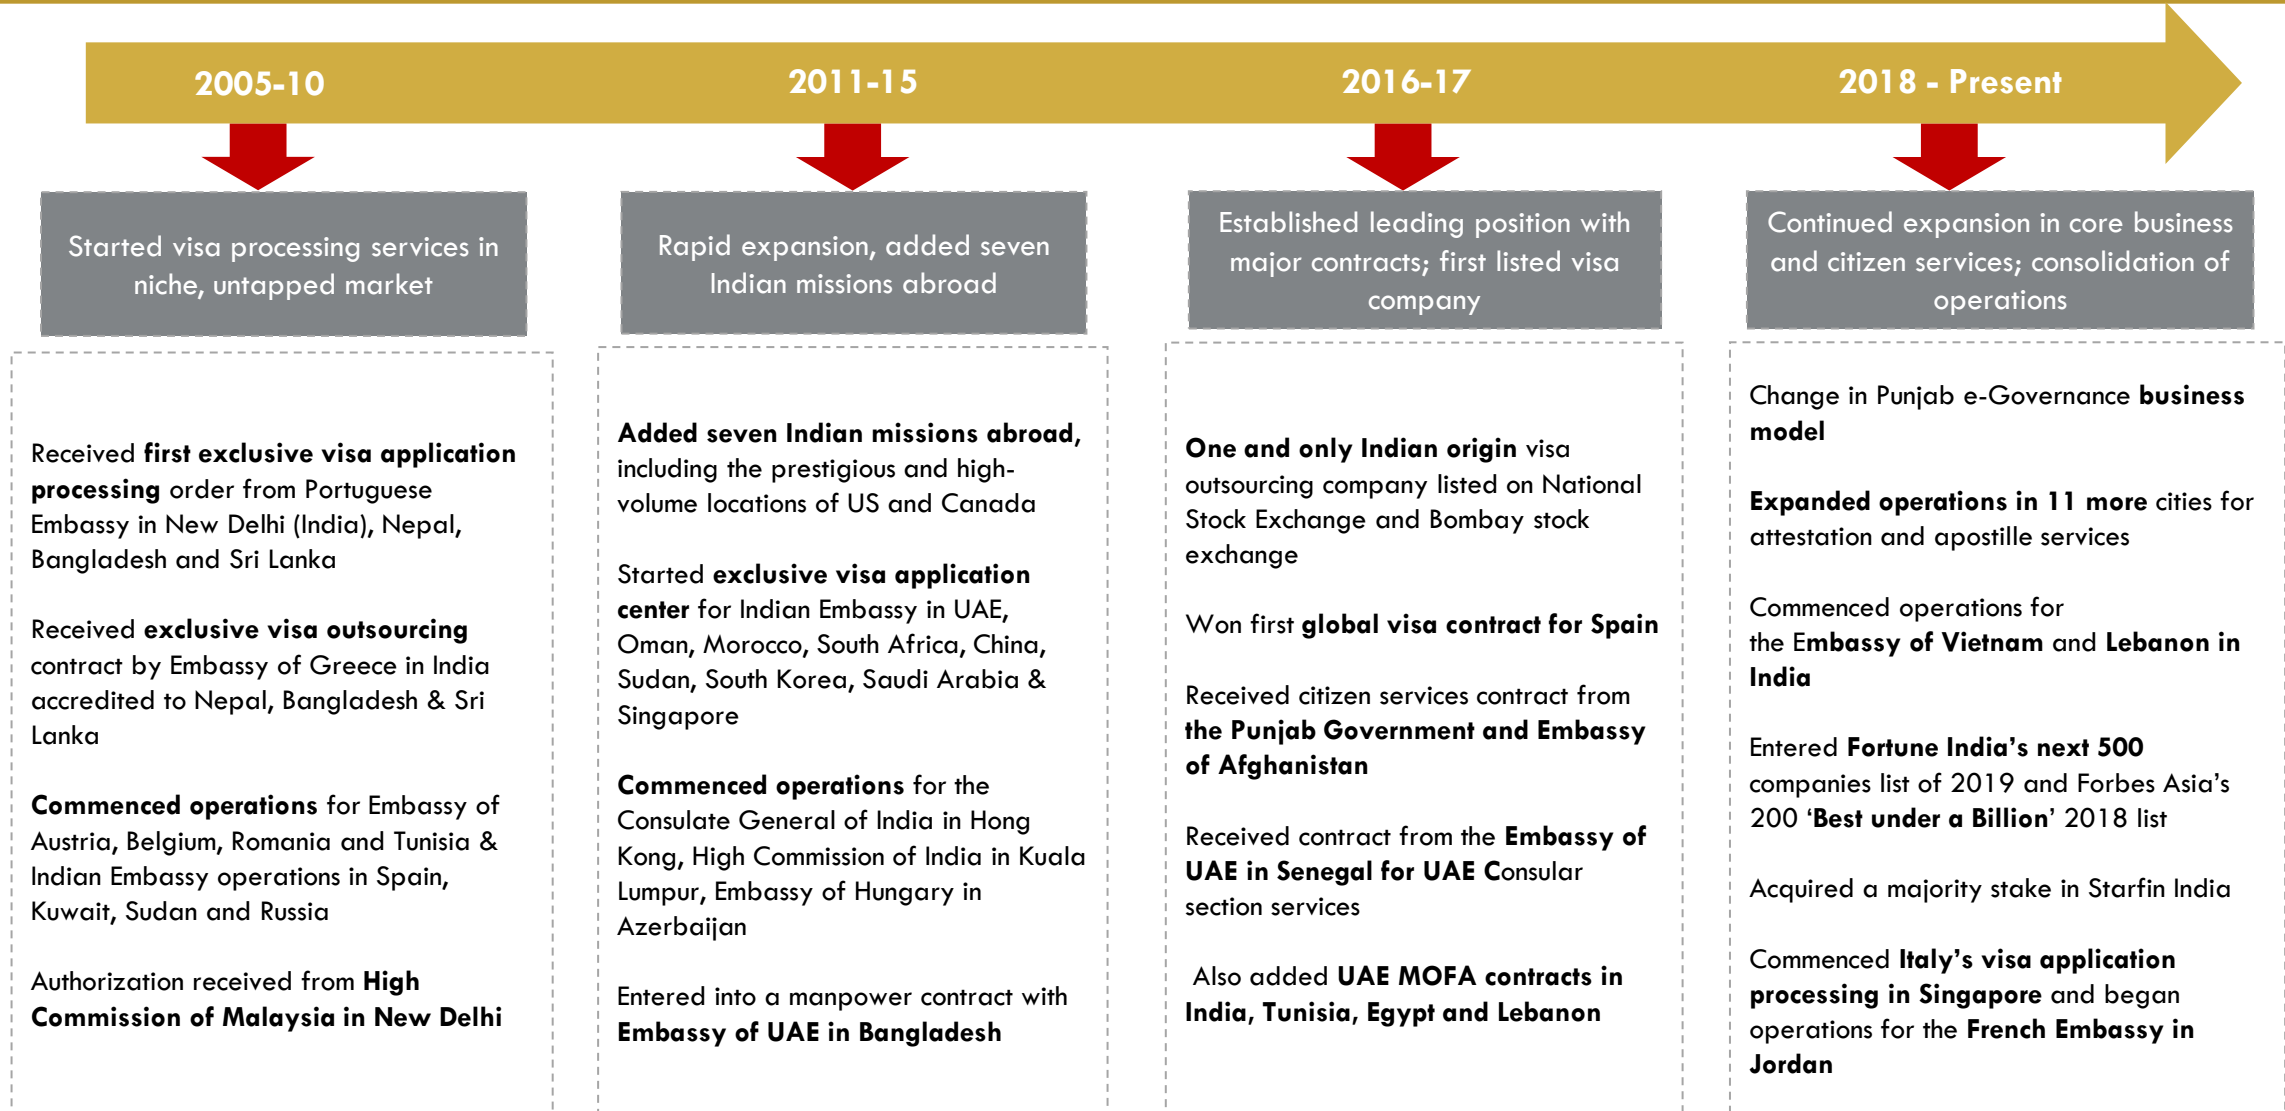 2005-10
2011-15
2016-17
2018 - Present
Started visa processing services in
niche, untapped market
Rapid expansion, added seven
Indian missions abroad
Established leading position with
major contracts; first listed visa
company
Continued expansion in core business
and citizen services; consolidation of
operations
Received first exclusive visa application
processing order from Portuguese
Embassy in New Delhi (India), Nepal,
Bangladesh and Sri Lanka
Received exclusive visa outsourcing
contract by Embassy of Greece in India
accredited to Nepal, Bangladesh & Sri
Lanka
Commenced operations for Embassy of
Austria, Belgium, Romania and Tunisia &
Indian Embassy operations in Spain,
Kuwait, Sudan and Russia
Authorization received from High
Commission of Malaysia in New Delhi
Added seven Indian missions abroad,
including the prestigious and high-
volume locations of US and Canada
Started exclusive visa application
center for Indian Embassy in UAE,
Oman, Morocco, South Africa, China,
Sudan, South Korea, Saudi Arabia &
Singapore
Commenced operations for the
Consulate General of India in Hong
Kong, High Commission of India in Kuala
Lumpur, Embassy of Hungary in
Azerbaijan
Entered into a manpower contract with
Embassy of UAE in Bangladesh
One and only Indian origin visa
outsourcing company listed on National
Stock Exchange and Bombay stock
exchange
Won first global visa contract for Spain
Received citizen services contract from
the Punjab Government and Embassy
of Afghanistan
Received contract from the Embassy of
UAE in Senegal for UAE Consular
section services
Also added UAE MOFA contracts in
India, Tunisia, Egypt and Lebanon
Change in Punjab e-Governance business
model
Expanded operations in 11 more cities for
attestation and apostille services
Commenced operations for
the Embassy of Vietnam and Lebanon in
India
Entered Fortune India's next 500
companies list of 2019 and Forbes Asia's
200 'Best under a Billion' 2018 list
Acquired a majority stake in Starfin India
Commenced Italy's visa application
processing in Singapore and began
operations for the French Embassy in
Jordan